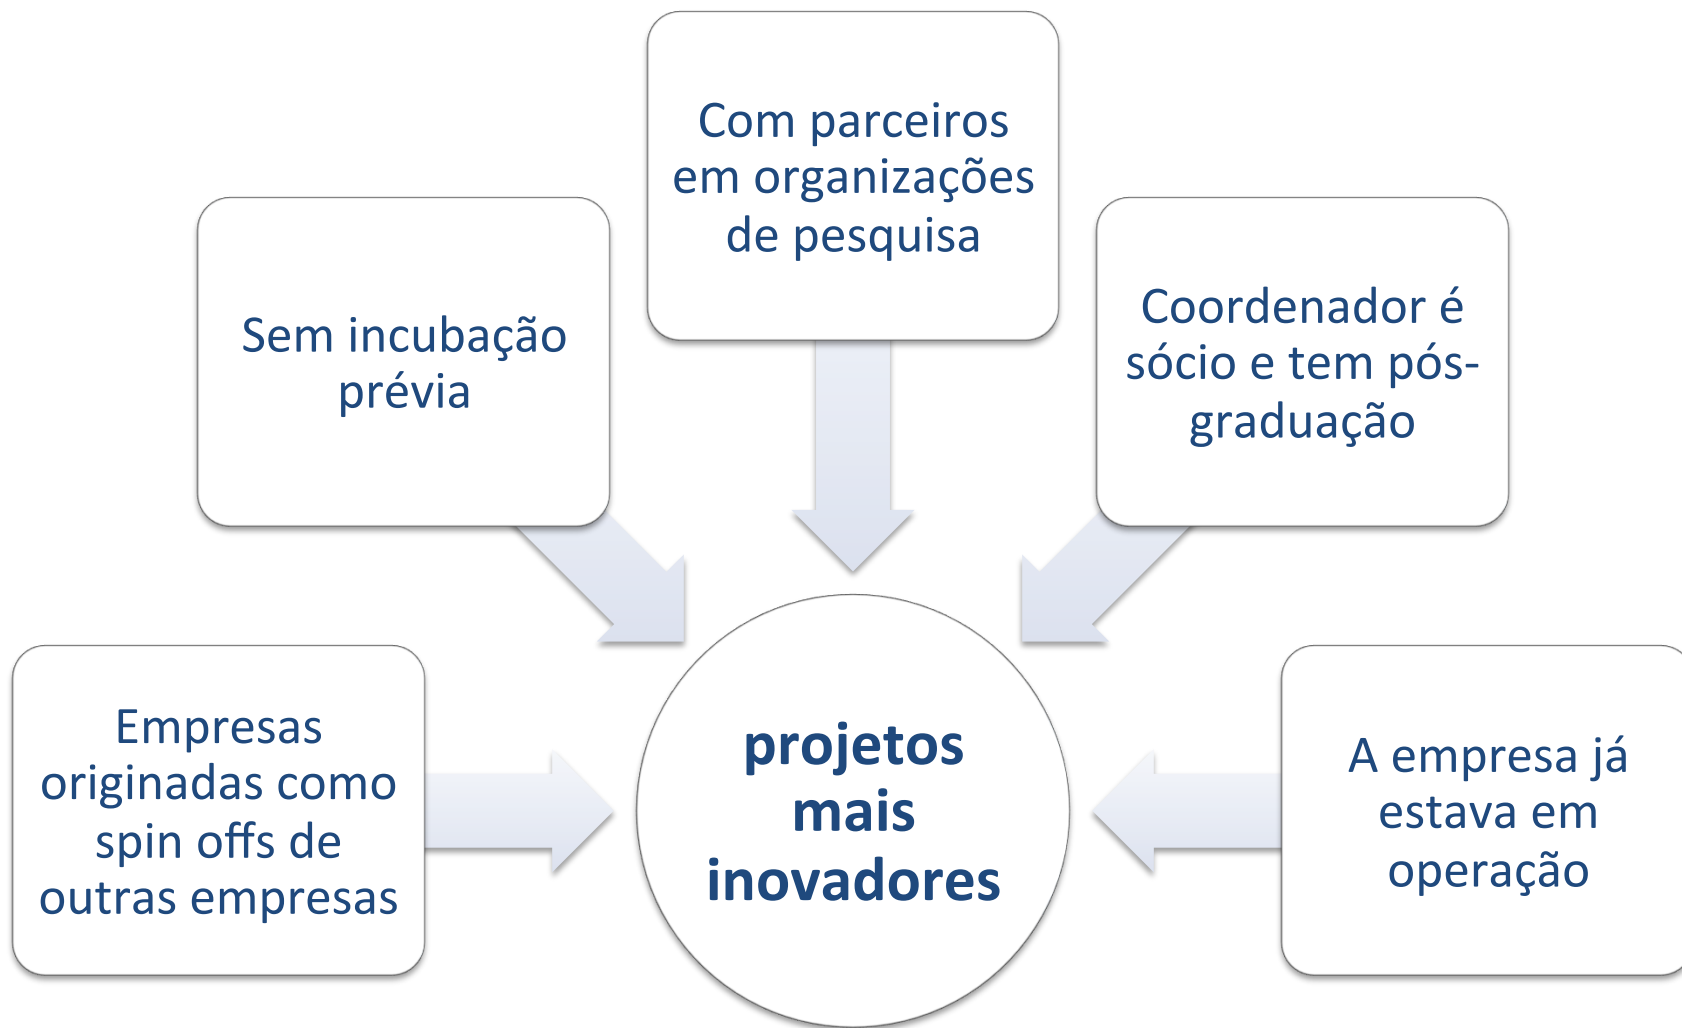 Com parceiros
em organizações
de pesquisa
Sem incubação
prévia
Coordenador é
sócio e tem pós-
graduação
Empresas
originadas como
spin offs de
outras empresas
projetos
mais
inovadores
A empresa já
estava em
operação